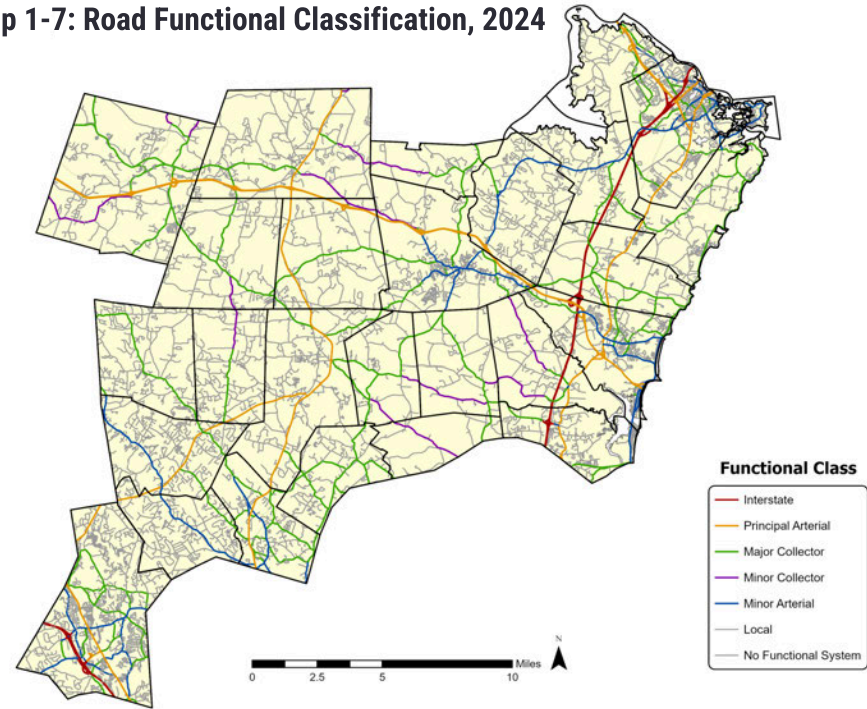 p 1-7: Road Functional Classification, 2024
Functional Class
Interstate
Principal Arterial
Major Collector
Minor Collector
Minor Arterial
Local
No Functional System
N
Miles
0 2.5 5 10